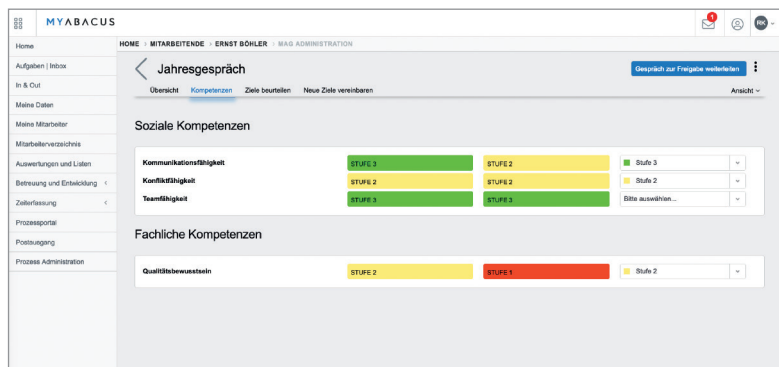 MYABACUS
1
RK
Home
Aufgaben | Inbox
In & Out
Meine Daten
Meine Mitarbeiter
Mitarbeiterverzeichnis
Auswertungen und Listen
Betreuung und Entwicklung
Zeiterfassung
Prozessportal
Postausgang
Prozess Administration
HOME > MITARBEITENDE > ERNST BÖHLER > MAG ADMINISTRATION
Jahresgespräch
Gespräch zur Freigabe weiterleiten
Übersicht Kompetenzen Ziele beurteilen Neue Ziele vereinbaren Ansicht
Soziale Kompetenzen
Kommunikationsfähigkeit STUFE 3 STUFE 2 Stufe 3
Konfliktfähigkeit STUFE 2 STUFE 2 Stufe 2
Teamfähigkeit STUFE 3 STUFE 3 Bitte auswählen...
Fachliche Kompetenzen
Qualitätsbewusstsein STUFE 2 STUFE 1 Stufe 2